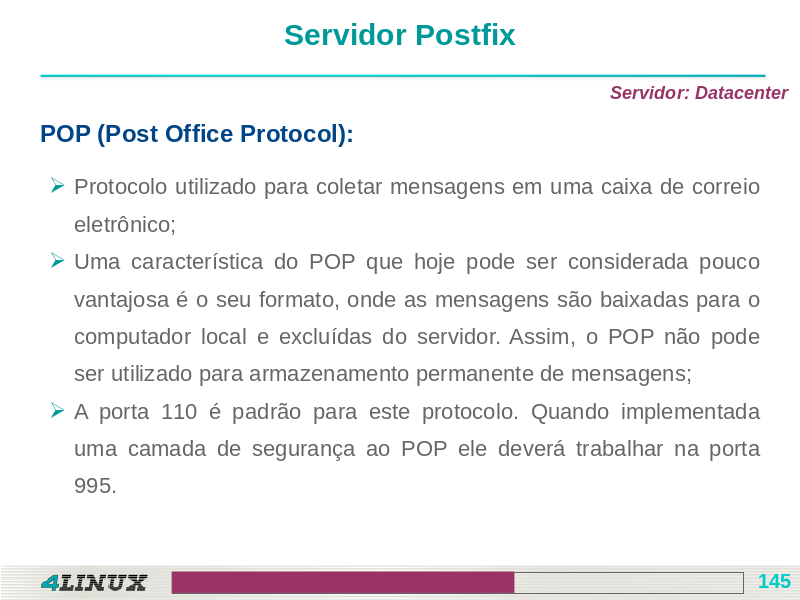 Servidor Postfix
Servidor: Datacenter
POP (Post Office Protocol):
Protocolo utilizado para coletar mensagens em uma caixa de correio
eletrônico;
Uma característica do POP que hoje pode ser considerada pouco
vantajosa é o seu formato, onde as mensagens são baixadas para o
computador local e excluídas do servidor. Assim, o POP não pode
ser utilizado para armazenamento permanente de mensagens;
A porta 110 é padrão para este protocolo. Quando implementada
uma camada de segurança ao POP ele deverá trabalhar na porta
995.
4LINUX
145